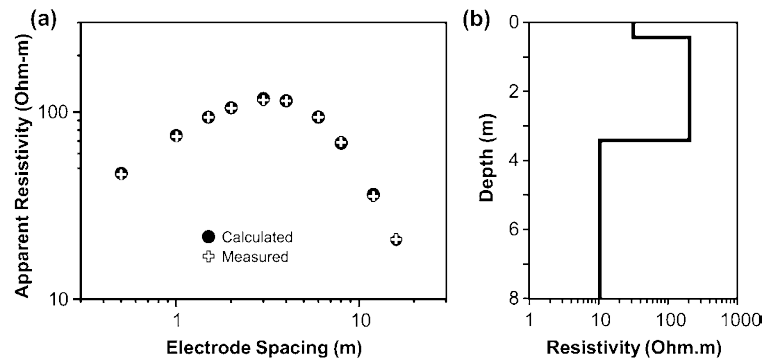 (a)
Apparent Resistivity (Ohm-m)
100
10
Calculated
Measured
1
10
Electrode Spacing (m)
(b)
Depth (m)
0
2
4
6
8
1
10
100
1000
Resistivity (Ohm.m)